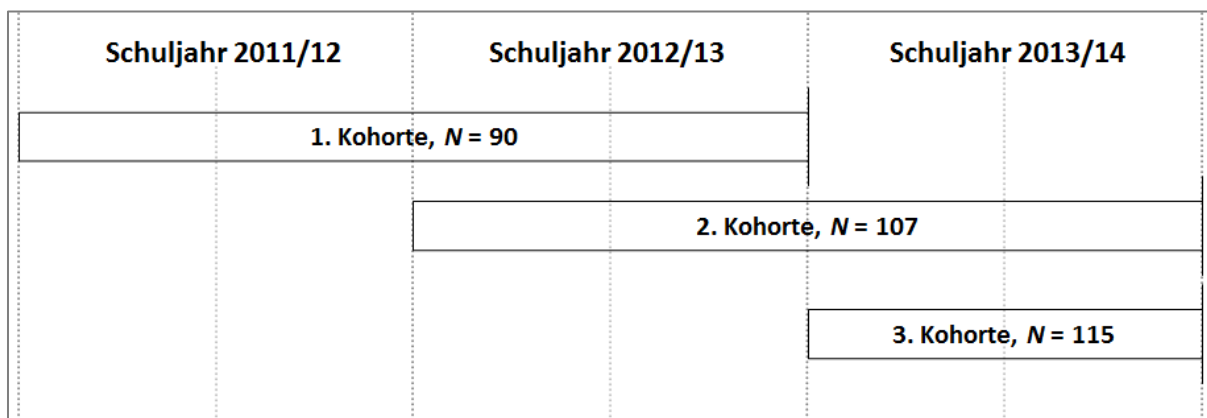 Schuljahr 2011/12 Schuljahr 2012/13 Schuljahr 2013/14
1. Kohorte, N = 90
2. Kohorte, N = 107
3. Kohorte, N = 115